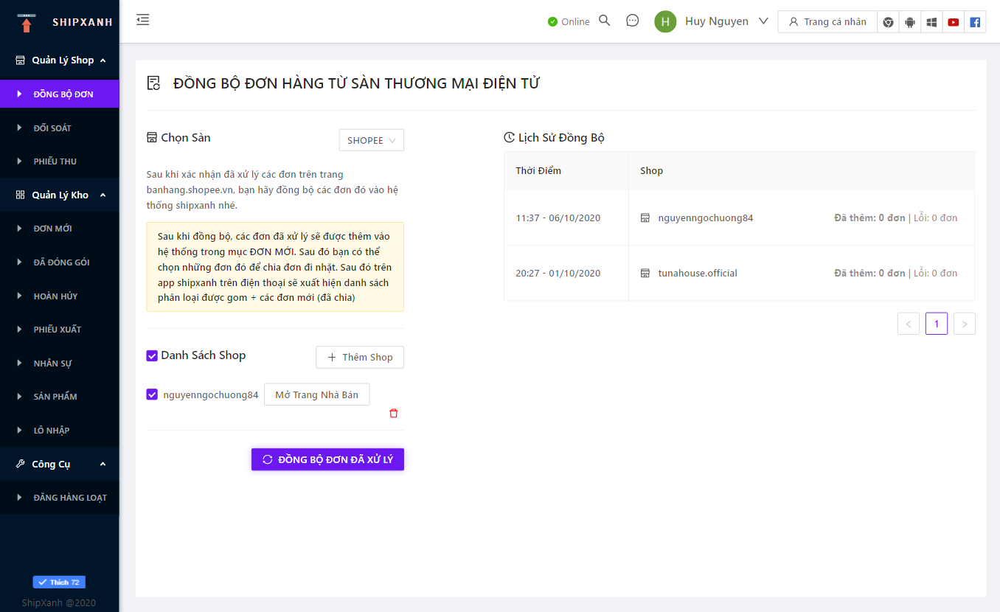 SHIPXANH
Online
H
Huy Nguyen
Trang cá nhân
Quản Lý Shop
ĐỒNG BỘ ĐƠN
ĐỐI SOÁT
PHIẾU THU
Quản Lý Kho
ĐƠN MỚI
ĐÃ ĐÓNG GÓI
HOÀN HỦY
PHIẾU XUẤT
NHÂN SỰ
SẢN PHẨM
LÔ NHẬP
Công Cụ
ĐĂNG HÀNG LOẠT
Thích 72
ShipXanh @2020
ĐỒNG BỘ ĐƠN HÀNG TỪ SÀN THƯƠNG MẠI ĐIỆN TỬ
Chọn Sàn
SHOPEE
Sau khi xác nhận đã xử lý các đơn trên trang
banhang.shopee.vn, bạn hãy đồng bộ các đơn đó vào hệ
thống shipxanh nhé.
Sau khi đồng bộ, các đơn đã xử lý sẽ được thêm vào
hệ thống trong mục ĐƠN MỚI. Sau đó bạn có thể
chọn những đơn đó để chia đơn đi nhặt. Sau đó trên
app shipxanh trên điện thoại sẽ xuất hiện danh sách
phân loại được gom + các đơn mới (đã chia)
Danh Sách Shop
Thêm Shop
nguyenngochuong84
Mở Trang Nhà Bán
ĐỒNG BỘ ĐƠN ĐÃ XỬ LÝ
Lịch Sử Đồng Bộ
Thời Điểm
Shop
11:37 - 06/10/2020
nguyenngochuong84
Đã thêm: 0 đơn | Lỗi: 0 đơn
20:27 - 01/10/2020
tunahouse.official
Đã thêm: 0 đơn | Lỗi: 0 đơn
< 1 >